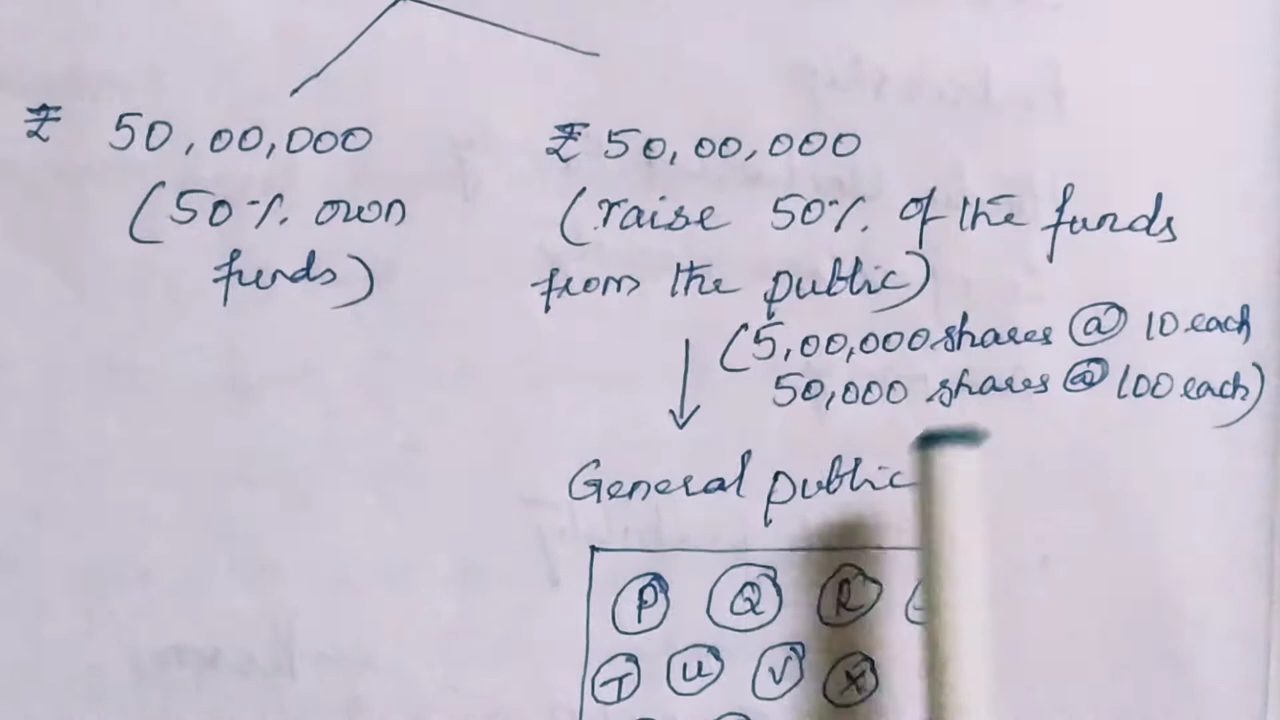 ₹ 50,00,000
(50% own
funds)
₹ 50,00,000
(raise 50% of the funds
from the public)
(5,00,000 shares @ 10 each
50,000 shares @ 100 each)
General public
P Q R
T U V X